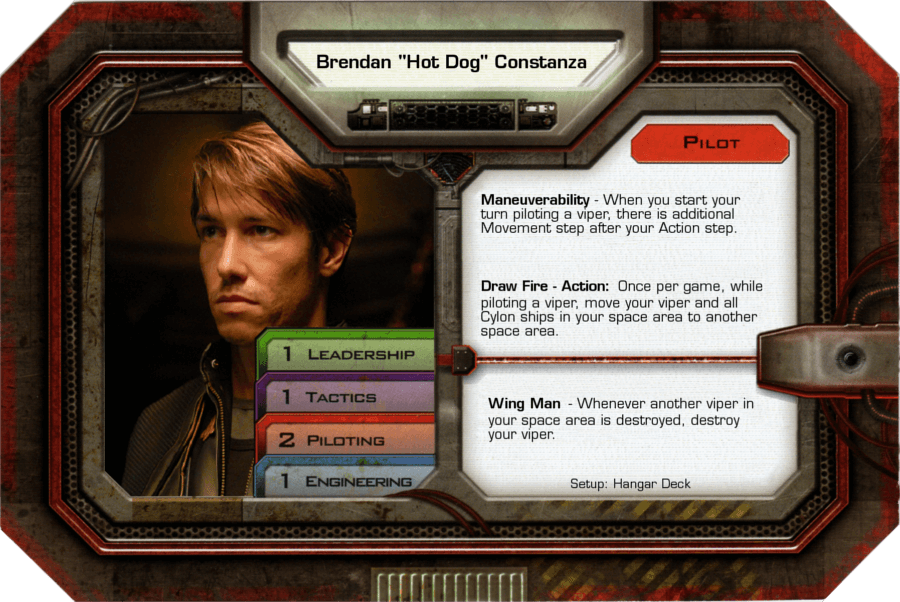 Brendan "Hot Dog" Constanza
PILOT
Maneuverability - When you start your
turn piloting a viper, there is additional
Movement step after your Action step.
Draw Fire - Action: Once per game, while
piloting a viper, move your viper and all
Cylon ships in your space area to another
space area.
1 LEADERSHIP
1 TACTICS
2 PILOTING
1 ENGINEERING
Wing Man - Whenever another viper in
your space area is destroyed, destroy
your viper.
Setup: Hangar Deck